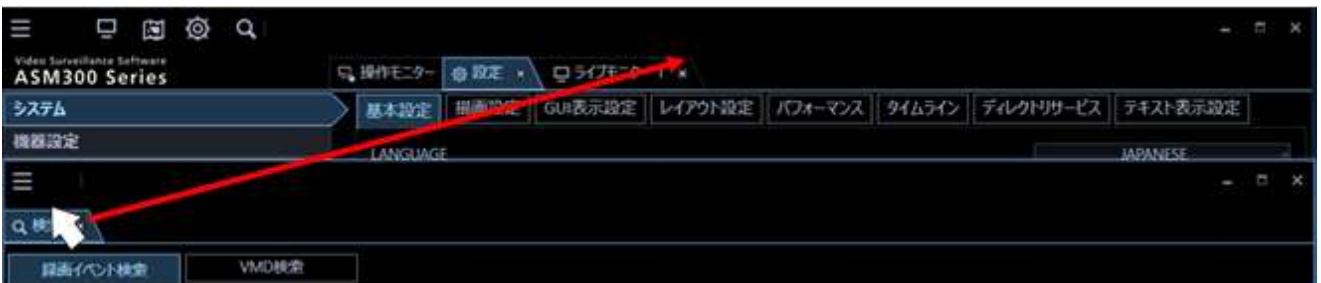 Video Surveillance Software
ASM300 Series
操作モニター 設定 ライブモニター
システム
基本設定 描画設定 GUI表示設定 レイアウト設定 パフォーマンス タイムライン ディレクトリサービス テキスト表示設定
機器設定
LANGUAGE JAPANESE
録画イベント検索 VMD検索